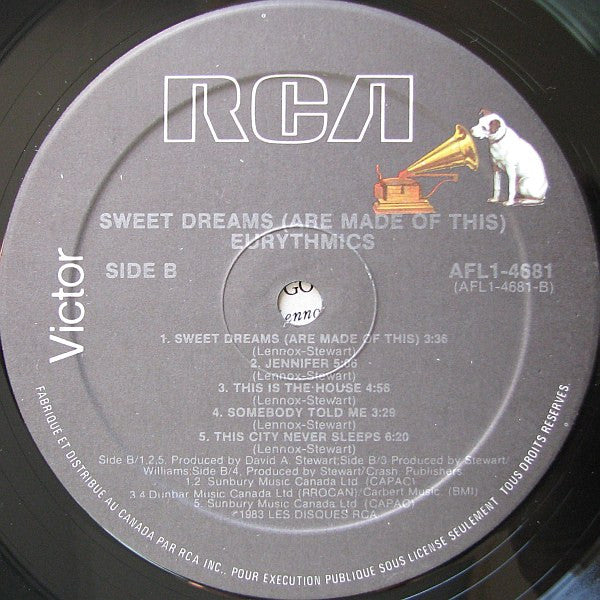 RCA
SWEET DREAMS (ARE MADE OF THIS)
EURYTHMICS
Victor
SIDE B
AFL1-4681
(AFL1-4681-B)
GO
enno
1. SWEET DREAMS (ARE MADE OF THIS) 3:36
(Lennox-Stewart)
2. JENNIFER 5:06
(Lennox-Stewart)
3. THIS IS THE HOUSE 4:56
(Lennox-Stewart)
4. SOMEBODY TOLD ME 3:29
(Lennox-Stewart)
5. THIS CITY NEVER SLEEPS 6:20
(Lennox-Stewart)
Side B/1,2,5, Produced by David A. Stewart;Side B/3 Produced by Stewart/
Williams:Side B/4, Produced by Stewart/Crash. Publishers
1.2 Sunbury Music Canada Ltd (CAPAC)
3.4 Dunbar Music Canada Ltd (RROCAN)/Carbert Music. (BMI)
5. Sunbury Music Canada Ltd (CAPAC)
©1983 LES DISQUES RCA
FABRIQUE ET DISTRIBUE AU CANADA PAR RCA INC., POUR EXECUTION PUBLIQUE SOUS LICENSE SEULEMENT TOUS DROITS RESERVES.